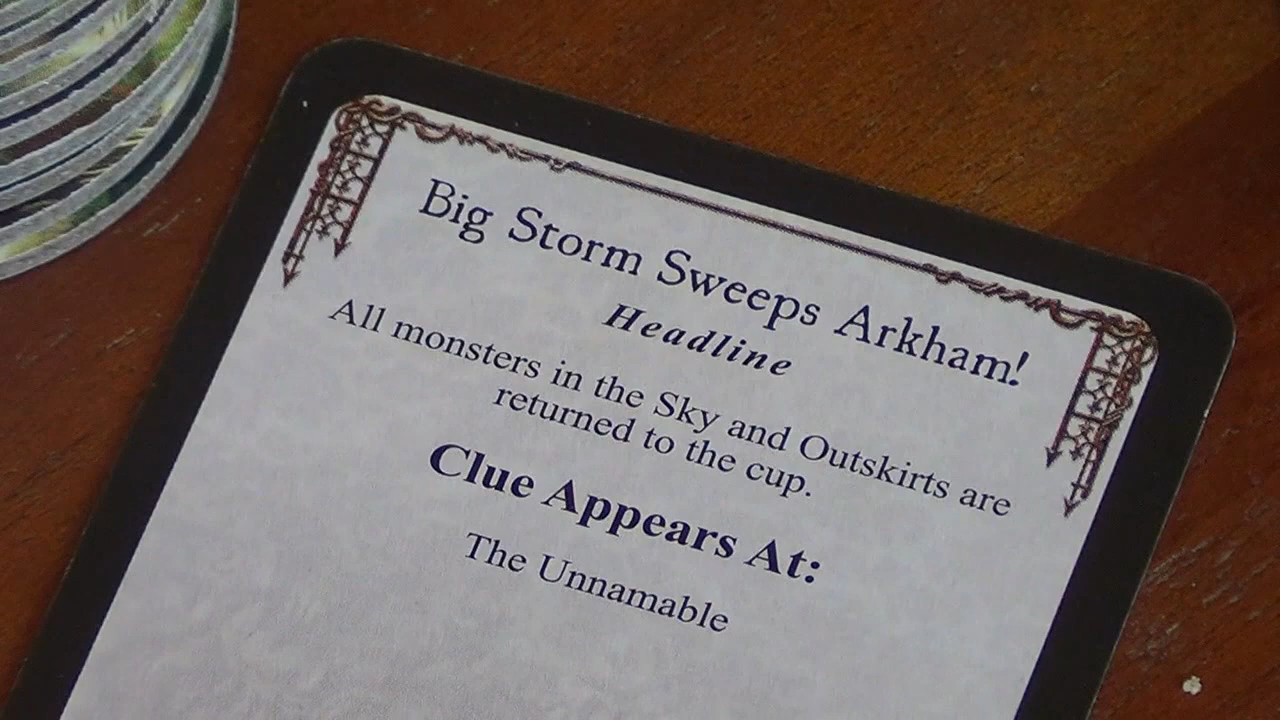 Big Storm Sweeps Arkham!
Headline
All monsters in the Sky and Outskirts are
returned to the cup.
Clue Appears At:
The Unnamable